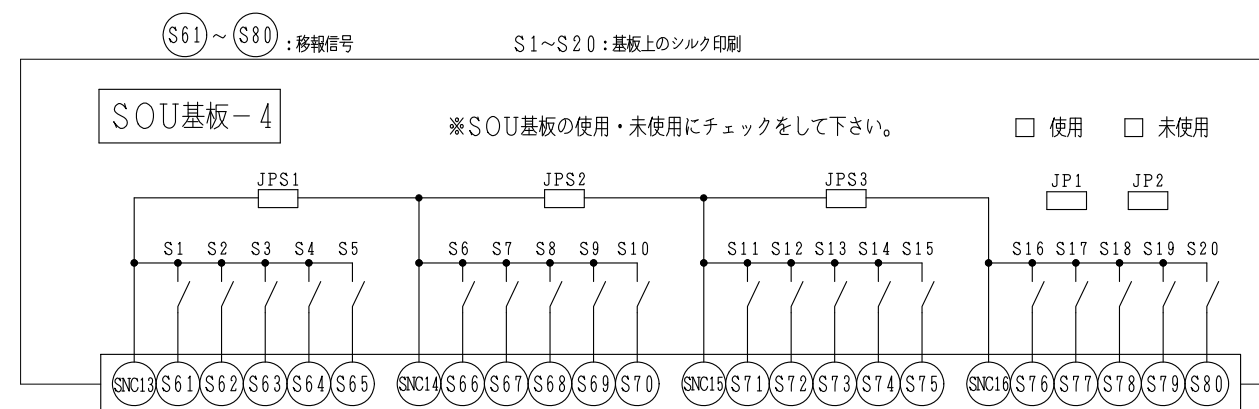 S61 ~ S80 : 移報信号 S1~S20 : 基板上のシルク印刷
SOU基板-4
※SOU基板の使用・未使用にチェックをして下さい。 □ 使用 □ 未使用
JPS1 JPS2 JPS3 JP1 JP2
S1 S2 S3 S4 S5 S6 S7 S8 S9 S10 S11 S12 S13 S14 S15 S16 S17 S18 S19 S20
SNC13 S61 S62 S63 S64 S65 SNC14 S66 S67 S68 S69 S70 SNC15 S71 S72 S73 S74 S75 SNC16 S76 S77 S78 S79 S80